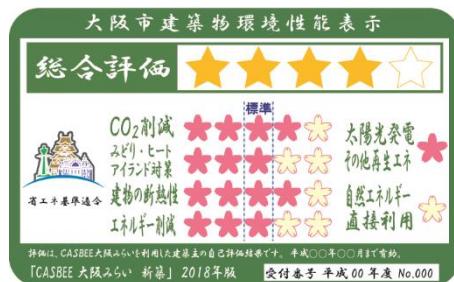 大阪市建築物環境性能表示
総合評価
標準
CO2削減
みどり・ヒート
アイランド対策
建物の断熱性
エネルギー削減
太陽光発電
その他再生エネ
自然エネルギー
直接利用
省エネ基準適合
評価は、CASBEE大阪みらいを利用した建築主の自己評価結果です。平成〇〇年〇〇月まで有効。
「CASBEE大阪みらい 新築」2018年版
受付番号 平成00年度 No.000